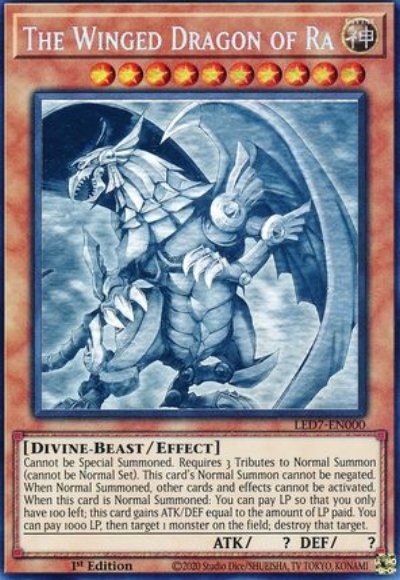 THE WINGED DRAGON OF RA
DIVINE
神
LED7-EN000
[DIVINE-BEAST/EFFECT]
Cannot be Special Summoned. Requires 3 Tributes to Normal Summon
(cannot be Normal Set). This card's Normal Summon cannot be negated.
When Normal Summoned, other cards and effects cannot be activated.
When this card is Normal Summoned: You can pay LP so that you only
have 100 left; this card gains ATK/DEF equal to the amount of LP paid. You
can pay 1000 LP, then target 1 monster on the field; destroy that target.
ATK/ ? DEF/ ?
1st Edition
©2020 Studio Dice/SHUEISHA, TV TOKYO, KONAMI